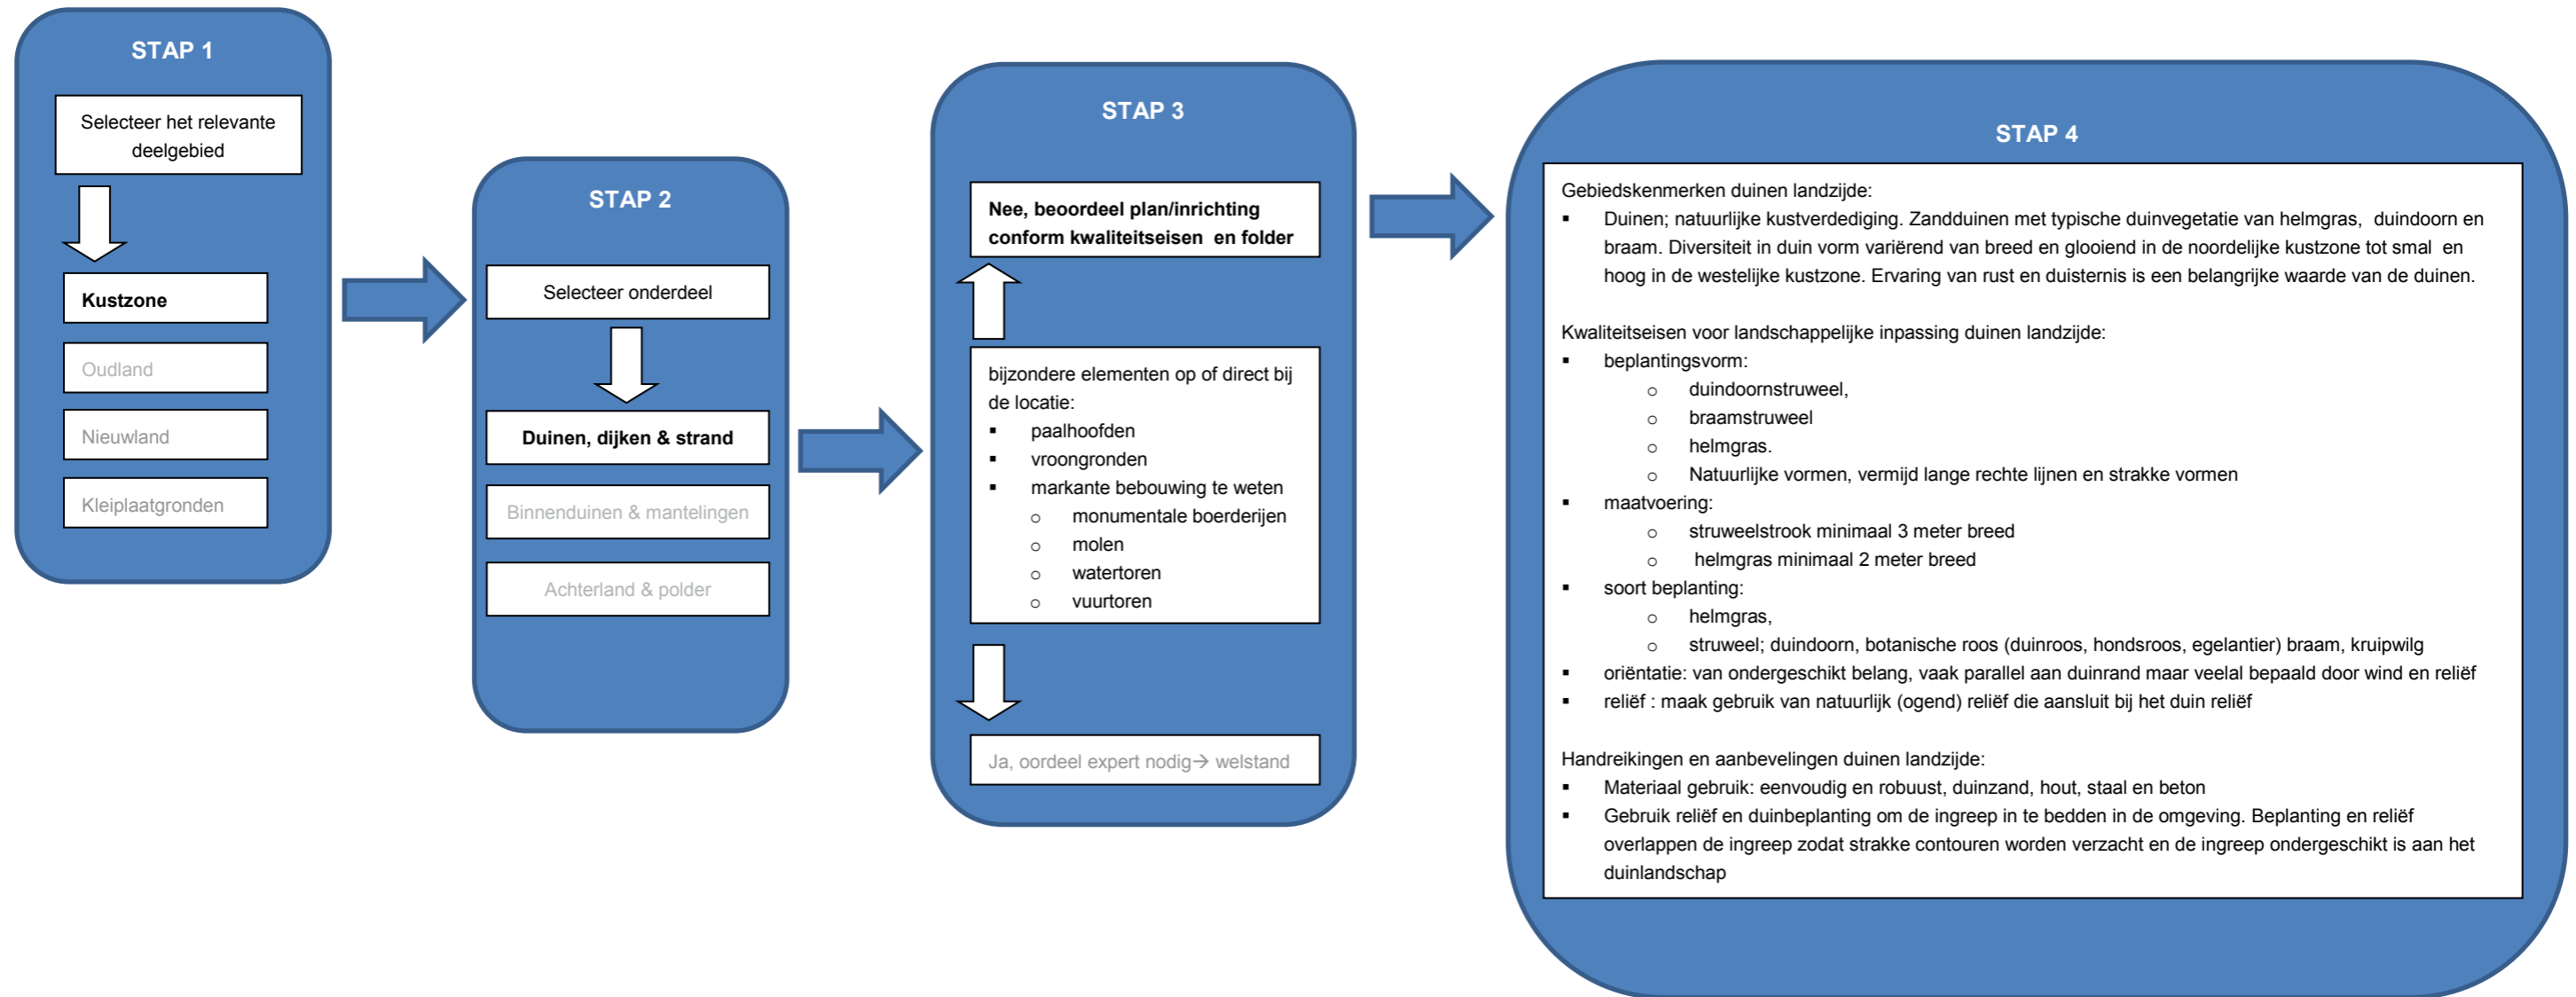 STAP 1
Selecteer het relevante
deelgebied
Kustzone
Oudland
Nieuwland
Kleiplaatgronden
STAP 2
Selecteer onderdeel
Duinen, dijken & strand
Binnenduinen & mantelingen
Achterland & polder
STAP 3
Nee, beoordeel plan/inrichting
conform kwaliteitseisen en folder
bijzondere elementen op of direct bij
de locatie:
▪ paalhoofden
▪ vroongronden
▪ markante bebouwing te weten
o monumentale boerderijen
o molen
o watertoren
o vuurtoren
Ja, oordeel expert nodig→ welstand
STAP 4
Gebiedskenmerken duinen landzijde:
▪ Duinen; natuurlijke kustverdediging. Zandduinen met typische duinvegetatie van helmgras, duindoorn en
braam. Diversiteit in duin vorm variërend van breed en glooiend in de noordelijke kustzone tot smal en
hoog in de westelijke kustzone. Ervaring van rust en duisternis is een belangrijke waarde van de duinen.
Kwaliteitseisen voor landschappelijke inpassing duinen landzijde:
▪ beplantingsvorm:
o duindoornstruweel,
o braamstruweel
o helmgras.
o Natuurlijke vormen, vermijd lange rechte lijnen en strakke vormen
▪ maatvoering:
o struweelstrook minimaal 3 meter breed
o helmgras minimaal 2 meter breed
▪ soort beplanting:
o helmgras,
o struweel; duindoorn, botanische roos (duinroos, hondsroos, egelantier) braam, kruipwilg
▪ oriëntatie: van ondergeschikt belang, vaak parallel aan duinrand maar veelal bepaald door wind en reliëf
▪ reliëf : maak gebruik van natuurlijk (ogend) reliëf die aansluit bij het duin reliëf
Handreikingen en aanbevelingen duinen landzijde:
▪ Materiaal gebruik: eenvoudig en robuust, duinzand, hout, staal en beton
▪ Gebruik reliëf en duinbeplanting om de ingreep in te bedden in de omgeving. Beplanting en reliëf
overlappen de ingreep zodat strakke contouren worden verzacht en de ingreep ondergeschikt is aan het
duinlandschap